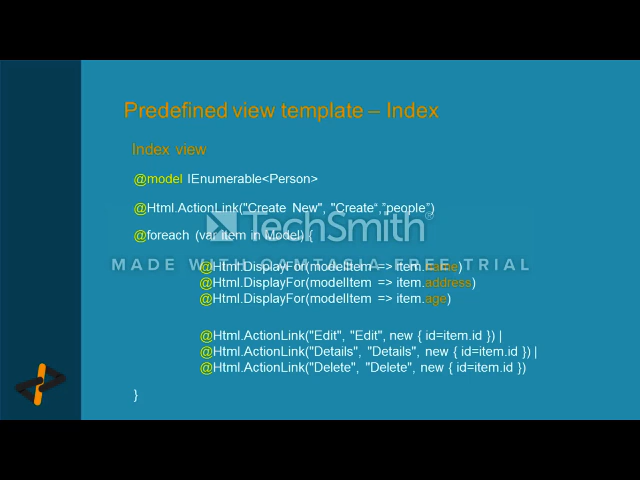 Predefined view template – Index
Index view
@model IEnumerable<Person>
@Html.ActionLink("Create New", "Create“,”people”)
TechSmith®
@foreach (var item in Model) {
MADE WITH CAMTASIA FREE TRIAL
@Html.DisplayFor(modelItem => item.name)
@Html.DisplayFor(modelItem => item.address)
@Html.DisplayFor(modelItem => item.age)
@Html.ActionLink("Edit", "Edit", new { id=item.id }) |
@Html.ActionLink("Details", "Details", new { id=item.id }) |
@Html.ActionLink("Delete", "Delete", new { id=item.id })
}